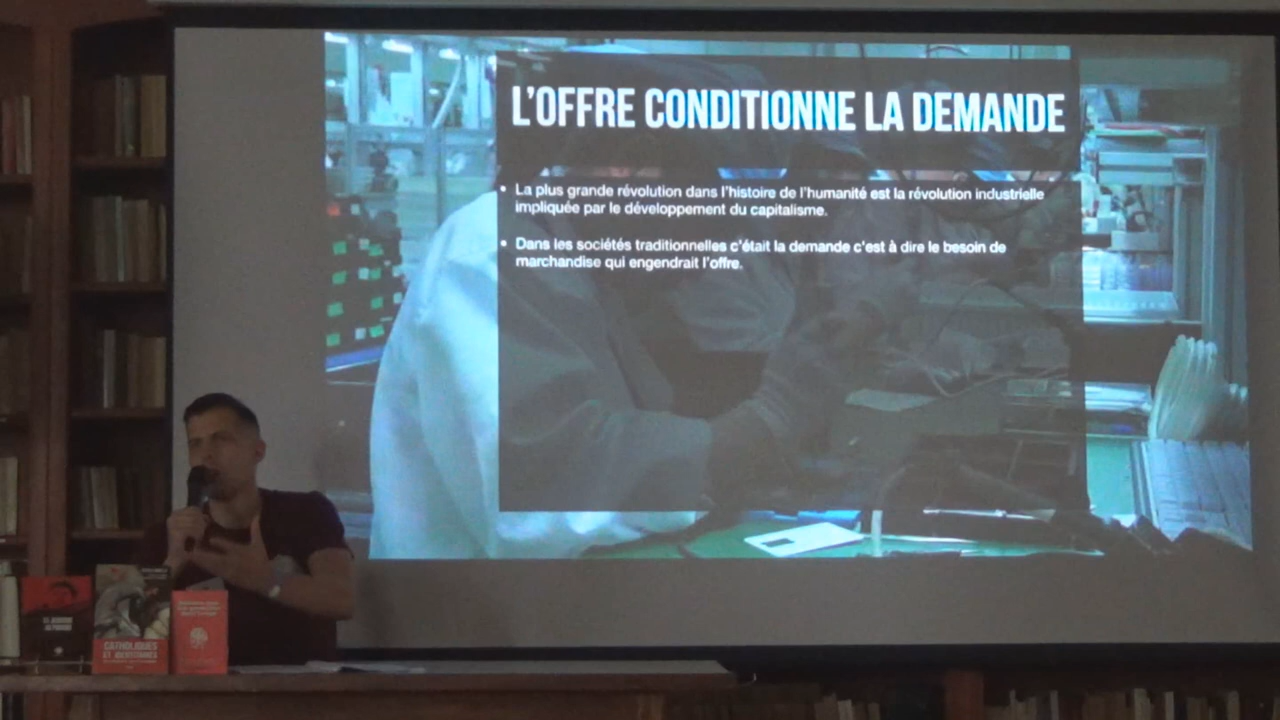 L'OFFRE CONDITIONNE LA DEMANDE
• La plus grande révolution dans l'histoire de l'humanité est la révolution industrielle
impliquée par le développement du capitalisme.
• Dans les sociétés traditionnelles c'était la demande c'est à dire le besoin de
marchandise qui engendrait l'offre.
CATHOLIQUES
ET IDENTITAIRES